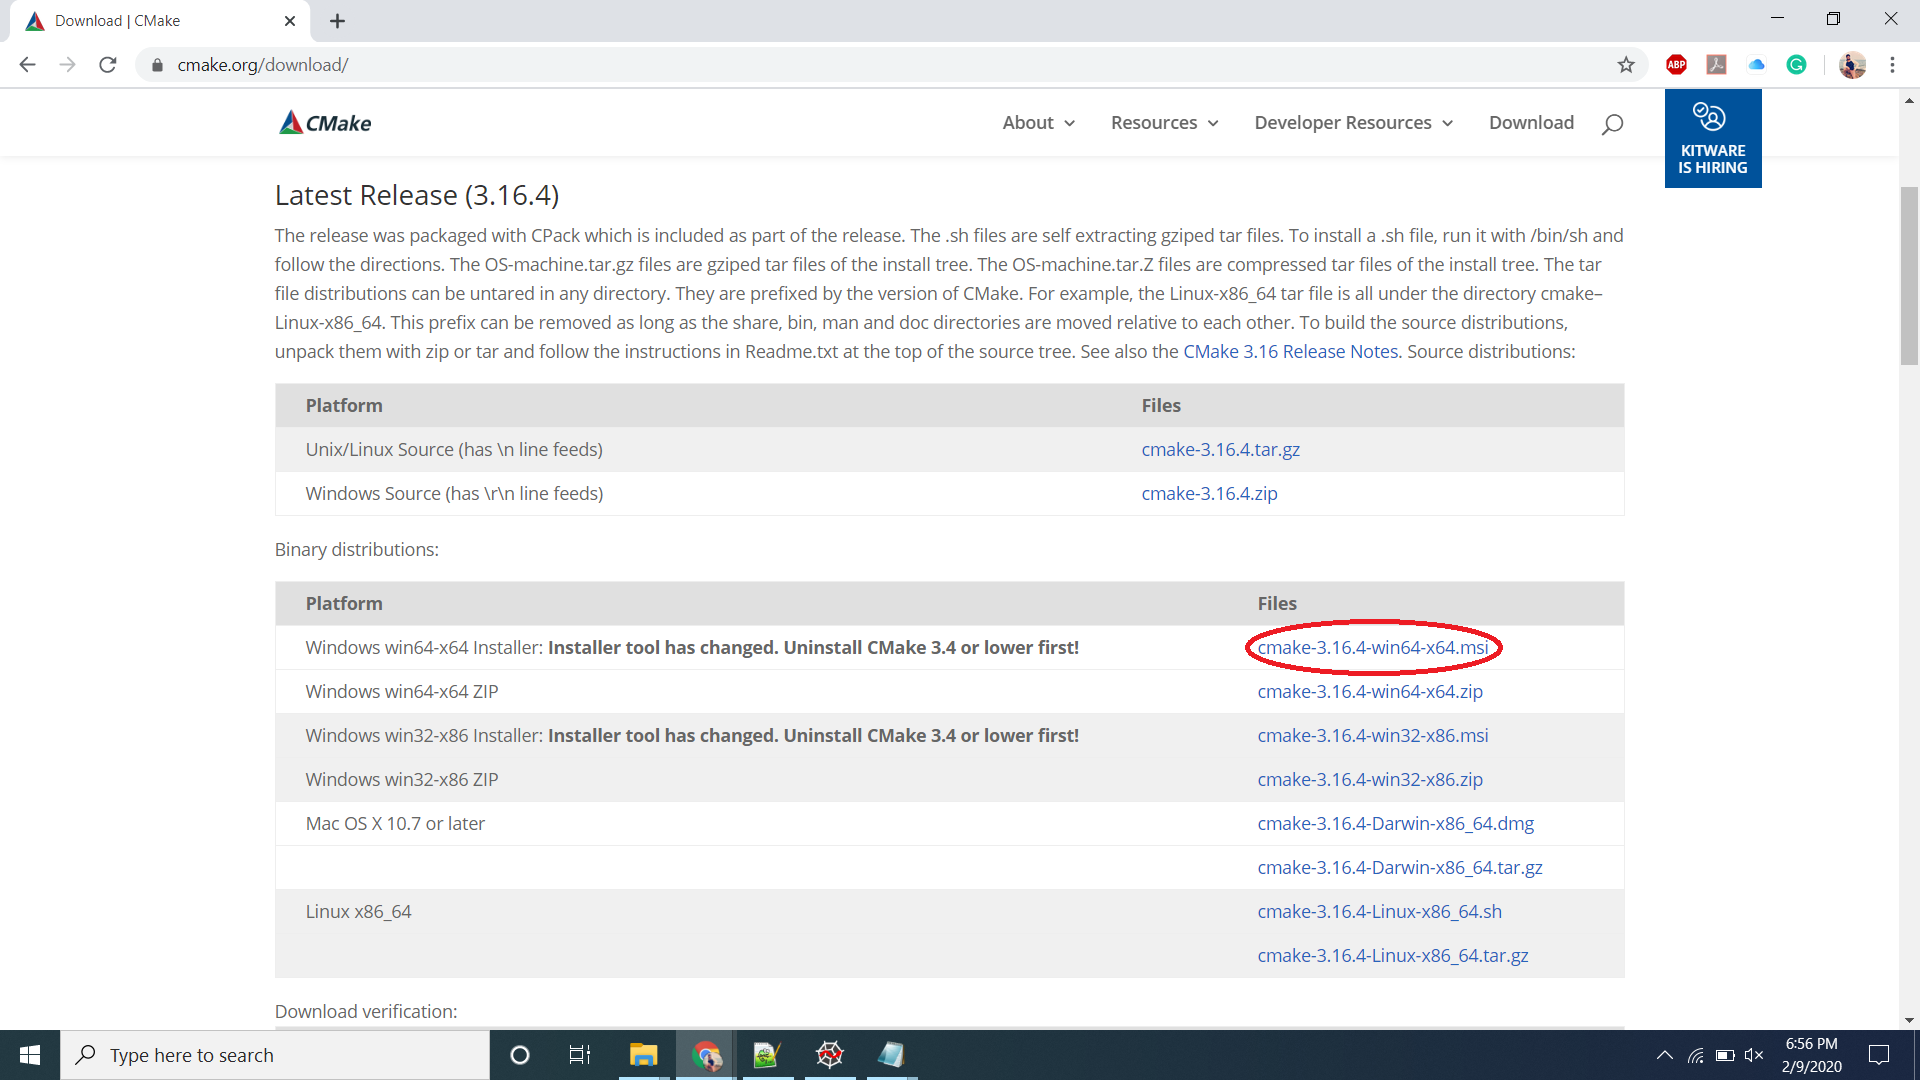 Download | CMake
cmake.org/download/
ABP
CMake
About
Resources
Developer Resources
Download
KITWARE
IS HIRING
Latest Release (3.16.4)
The release was packaged with CPack which is included as part of the release. The .sh files are self extracting gziped tar files. To install a .sh file, run it with /bin/sh and
follow the directions. The OS-machine.tar.gz files are gziped tar files of the install tree. The OS-machine.tar.Z files are compressed tar files of the install tree. The tar
file distributions can be untared in any directory. They are prefixed by the version of CMake. For example, the Linux-x86_64 tar file is all under the directory cmake–
Linux-x86_64. This prefix can be removed as long as the share, bin, man and doc directories are moved relative to each other. To build the source distributions,
unpack them with zip or tar and follow the instructions in Readme.txt at the top of the source tree. See also the CMake 3.16 Release Notes. Source distributions:
Platform Files
Unix/Linux Source (has \n line feeds) cmake-3.16.4.tar.gz
Windows Source (has \r\n line feeds) cmake-3.16.4.zip
Binary distributions:
Platform Files
Windows win64-x64 Installer: Installer tool has changed. Uninstall CMake 3.4 or lower first! cmake-3.16.4-win64-x64.msi
Windows win64-x64 ZIP cmake-3.16.4-win64-x64.zip
Windows win32-x86 Installer: Installer tool has changed. Uninstall CMake 3.4 or lower first! cmake-3.16.4-win32-x86.msi
Windows win32-x86 ZIP cmake-3.16.4-win32-x86.zip
Mac OS X 10.7 or later cmake-3.16.4-Darwin-x86_64.dmg
cmake-3.16.4-Darwin-x86_64.tar.gz
Linux x86_64 cmake-3.16.4-Linux-x86_64.sh
cmake-3.16.4-Linux-x86_64.tar.gz
Download verification:
Type here to search
6:56 PM
2/9/2020